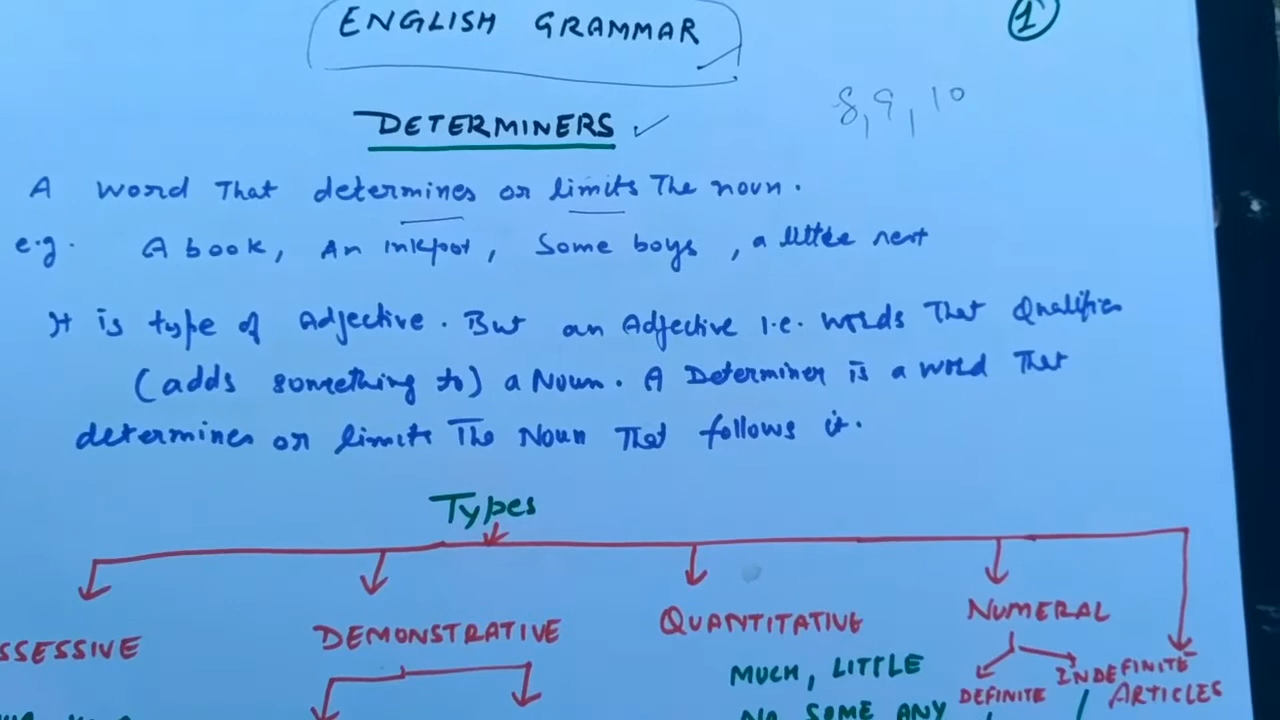 ENGLISH GRAMMAR
1
8, 9, 10
DETERMINERS
A word That determines or limits The noun.
e.g. A book, An Inkpot, Some boys, a little rest
It is type of Adjective. But an Adjective i.e. words That Qualifies
(adds something to) a Noun. A Determiner is a word That
determines or limits The Noun That follows it.
Types
SSESSIVE DEMONSTRATIVE QUANTITATIVE NUMERAL
MUCH, LITTLE DEFINITE INDEFINITE ARTICLES
NO SOME ANY